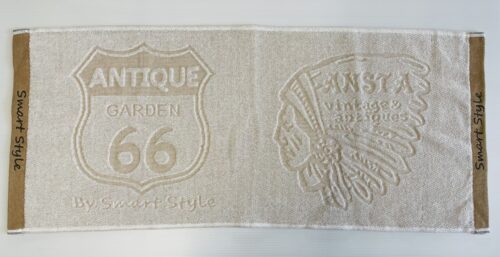 Smart Style
ANTIQUE
GARDEN
66
By Smart Style
ANSTA
vintage &
antiques
Smart Style